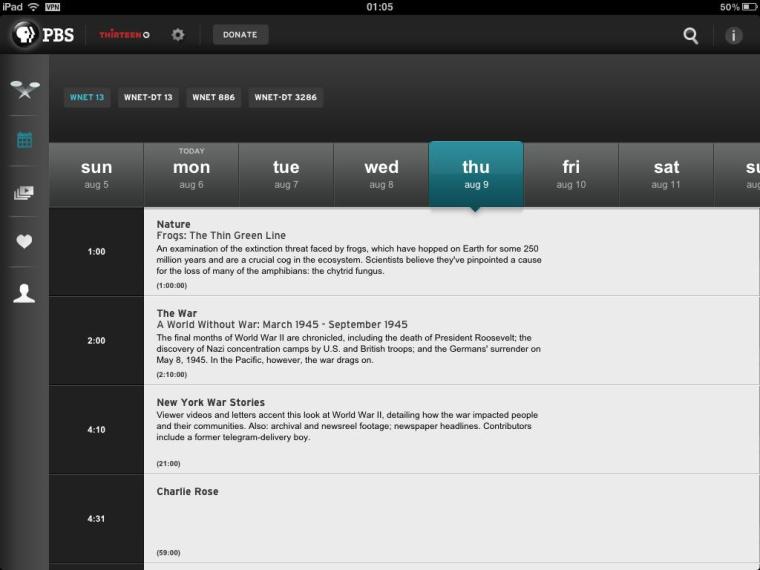 iPad VPN 01:05 50%
PBS THIRTEEN DONATE
WNET 13 WNET-DT 13 WNET 886 WNET-DT 3286
TODAY
sun mon tue wed thu fri sat su
aug 5 aug 6 aug 7 aug 8 aug 9 aug 10 aug 11
1:00
Nature
Frogs: The Thin Green Line
An examination of the extinction threat faced by frogs, which have hopped on Earth for some 250
million years and are a crucial cog in the ecosystem. Scientists believe they've pinpointed a cause
for the loss of many of the amphibians: the chytrid fungus.
(1:00:00)
2:00
The War
A World Without War: March 1945 - September 1945
The final months of World War II are chronicled, including the death of President Roosevelt; the
discovery of Nazi concentration camps by U.S. and British troops; and the Germans' surrender on
May 8, 1945. In the Pacific, however, the war drags on.
(2:10:00)
4:10
New York War Stories
Viewer videos and letters accent this look at World War II, detailing how the war impacted people
and their communities. Also: archival and newsreel footage; newspaper headlines. Contributors
include a former telegram-delivery boy.
(21:00)
4:31
Charlie Rose
(59:00)